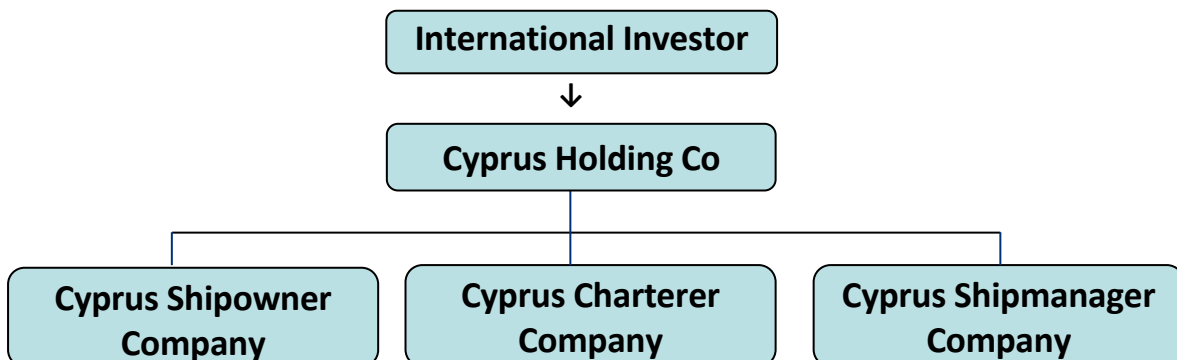 International Investor
↓
Cyprus Holding Co
Cyprus Shipowner
Company
Cyprus Charterer
Company
Cyprus Shipmanager
Company